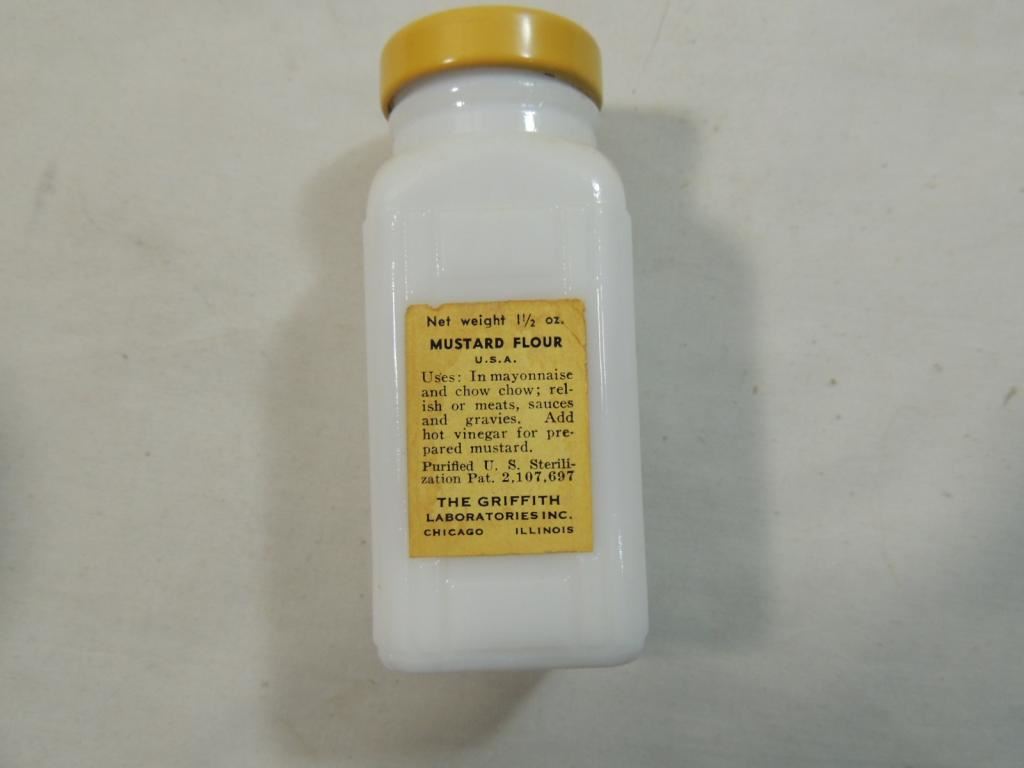 Net weight 1½ oz.
MUSTARD FLOUR
U.S.A.
Uses: In mayonnaise
and chow chow; rel-
ish or meats, sauces
and gravies. Add
hot vinegar for pre-
pared mustard.
Purified U. S. Sterili-
zation Pat. 2,107,697
THE GRIFFITH
LABORATORIES INC.
CHICAGO ILLINOIS